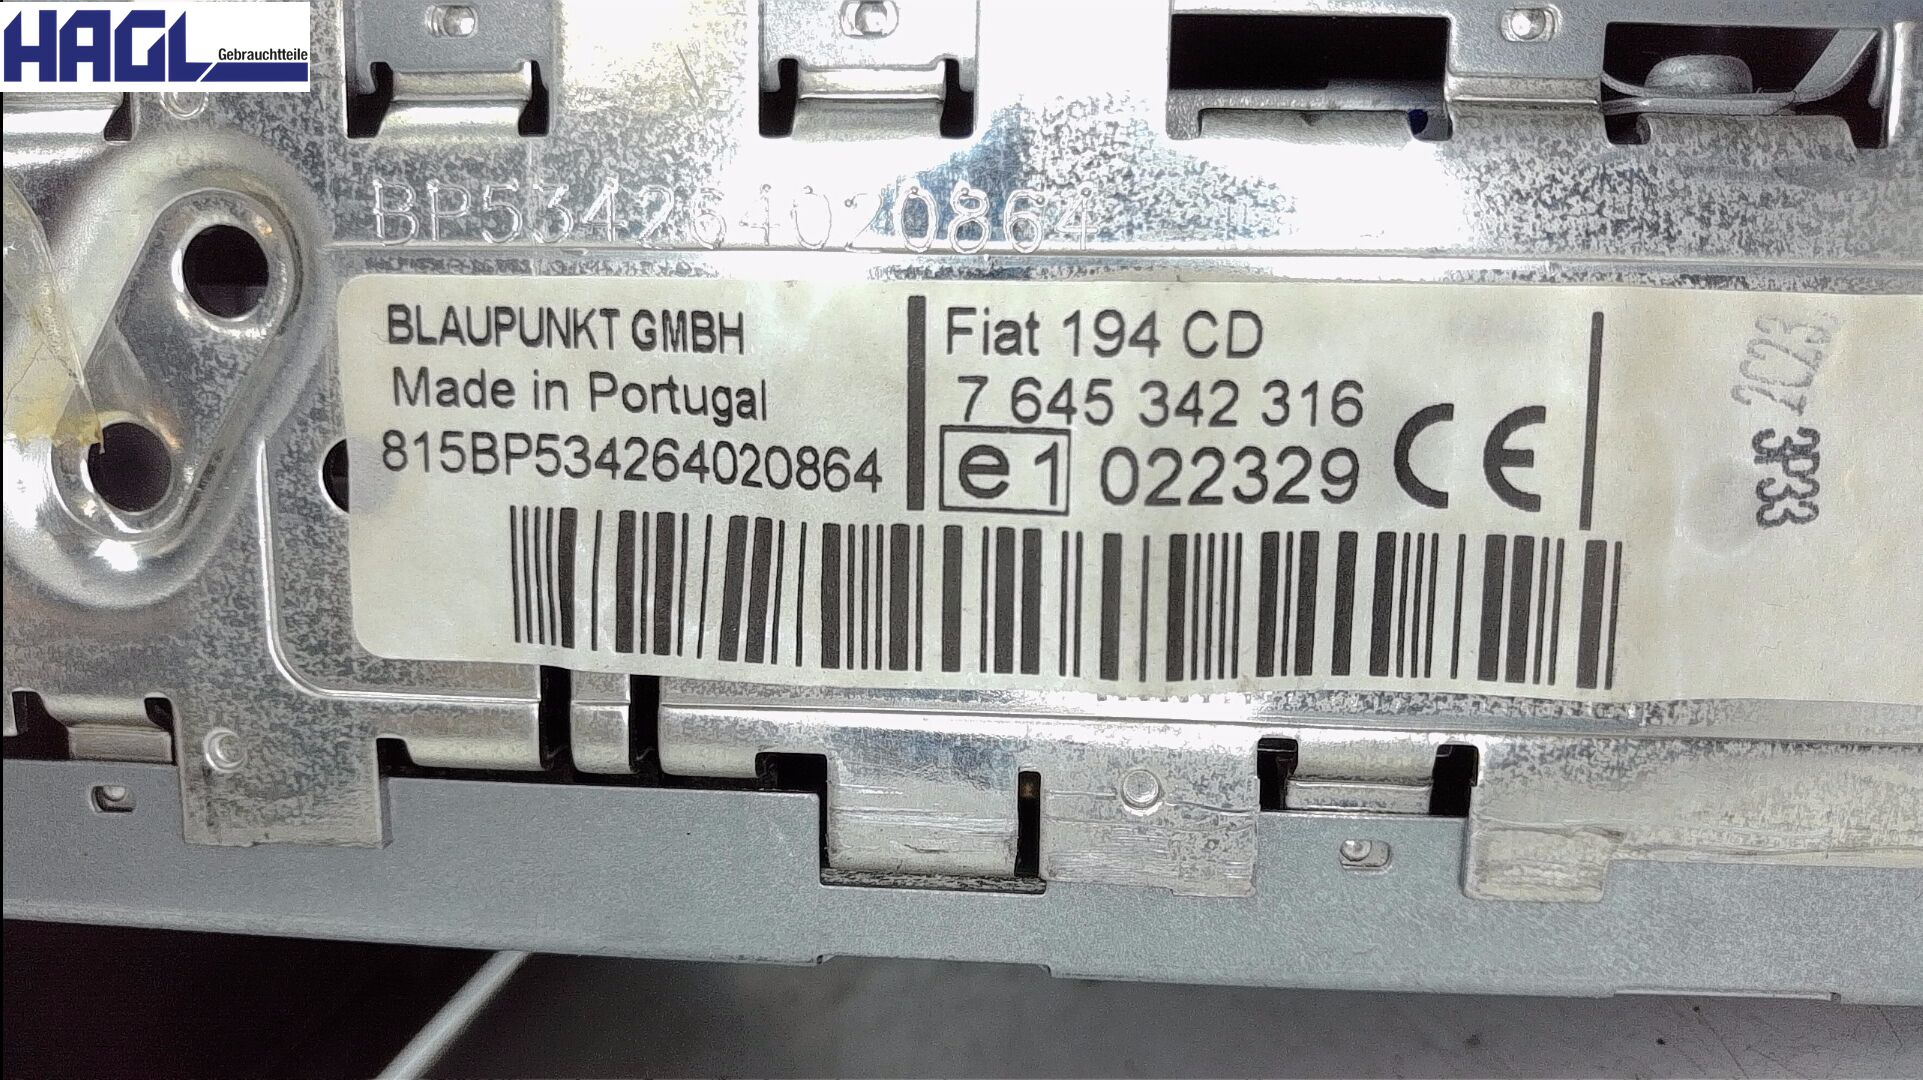 HAGL
Gebrauchtteile
BP534264020864
BLAUPUNKT GMBH
Made in Portugal
815BP534264020864
Fiat 194 CD
7 645 342 316
e1 022329 CE
3P33